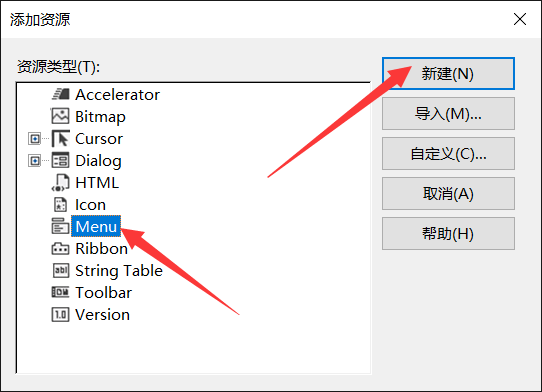 添加资源
资源类型(T):
Accelerator
Bitmap
Cursor
Dialog
HTML
Icon
Menu
Ribbon
String Table
Toolbar
Version
新建(N)
导入(M)...
自定义(C)...
取消(A)
帮助(H)